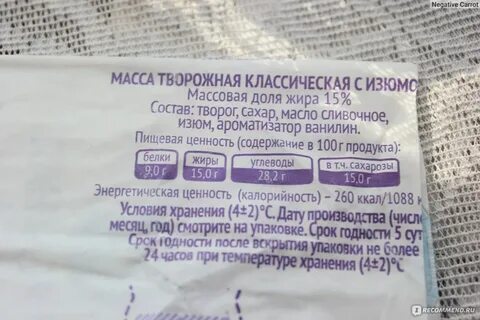 Negative Carrot
МАССА ТВОРОЖНАЯ КЛАССИЧЕСКАЯ С ИЗЮМО
Массовая доля жира 15%
Состав: творог, сахар, масло сливочное,
изюм, ароматизатор ванилин.
Пищевая ценность (содержание в 100 г продукта):
белки жиры углеводы в т.ч. сахарозы
9,0 г 15,0 г 28,2 г 15,0 г
Энергетическая ценность (калорийность) – 260 ккал/1088 к
Условия хранения (4±2)°С. Дату производства (число
месяц, год) смотрите на упаковке. Срок годности 5 сут
Срок годности после вскрытия упаковки не более
24 часов при температуре хранения (4±2)°С
IRECOMMEND.RU